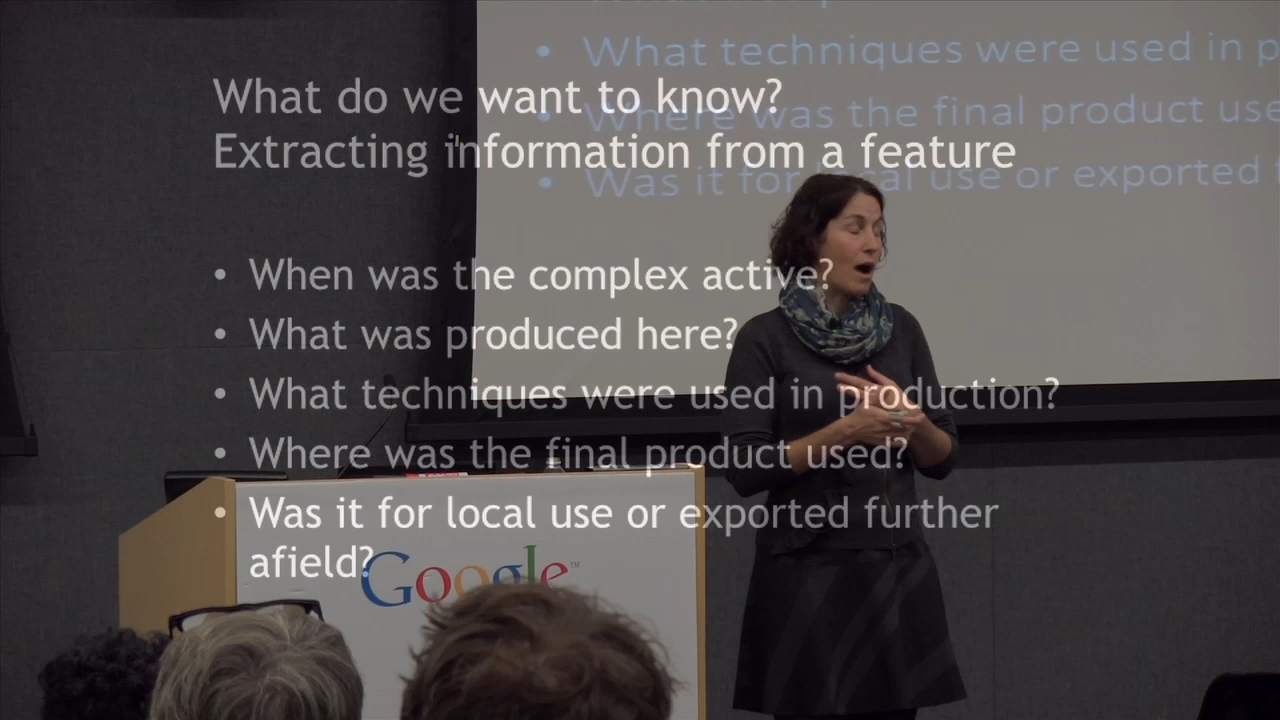 What do we want to know?
Extracting information from a feature
• When was the complex active?
• What was produced here?
• What techniques were used in production?
• Where was the final product used?
• Was it for local use or exported further
afield?
• What techniques were used in p
• Where was the final product use
• Was it for local use or exported
Google™